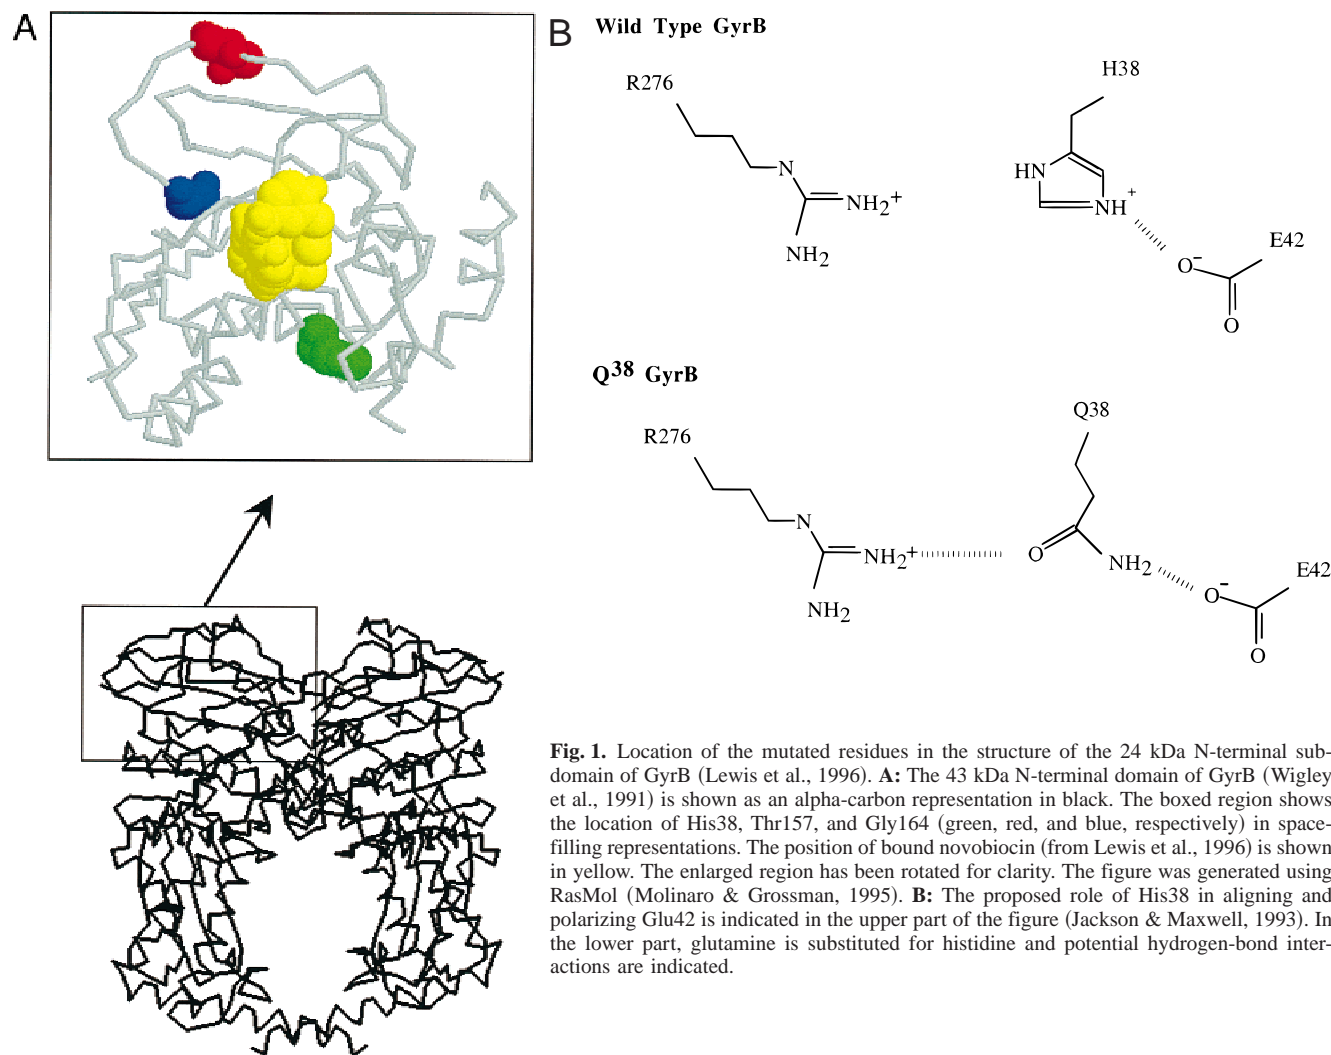 A
B
Wild Type GyrB
R276
N
NH2+
NH2
H38
HN
NH+
E42
O−
O
Q38 GyrB
R276
N
NH2+
NH2
Q38
O
NH2
E42
O−
O
Fig. 1. Location of the mutated residues in the structure of the 24 kDa N-terminal sub-
domain of GyrB (Lewis et al., 1996). A: The 43 kDa N-terminal domain of GyrB (Wigley
et al., 1991) is shown as an alpha-carbon representation in black. The boxed region shows
the location of His38, Thr157, and Gly164 (green, red, and blue, respectively) in space-
filling representations. The position of bound novobiocin (from Lewis et al., 1996) is shown
in yellow. The enlarged region has been rotated for clarity. The figure was generated using
RasMol (Molinaro & Grossman, 1995). B: The proposed role of His38 in aligning and
polarizing Glu42 is indicated in the upper part of the figure (Jackson & Maxwell, 1993). In
the lower part, glutamine is substituted for histidine and potential hydrogen-bond inter-
actions are indicated.